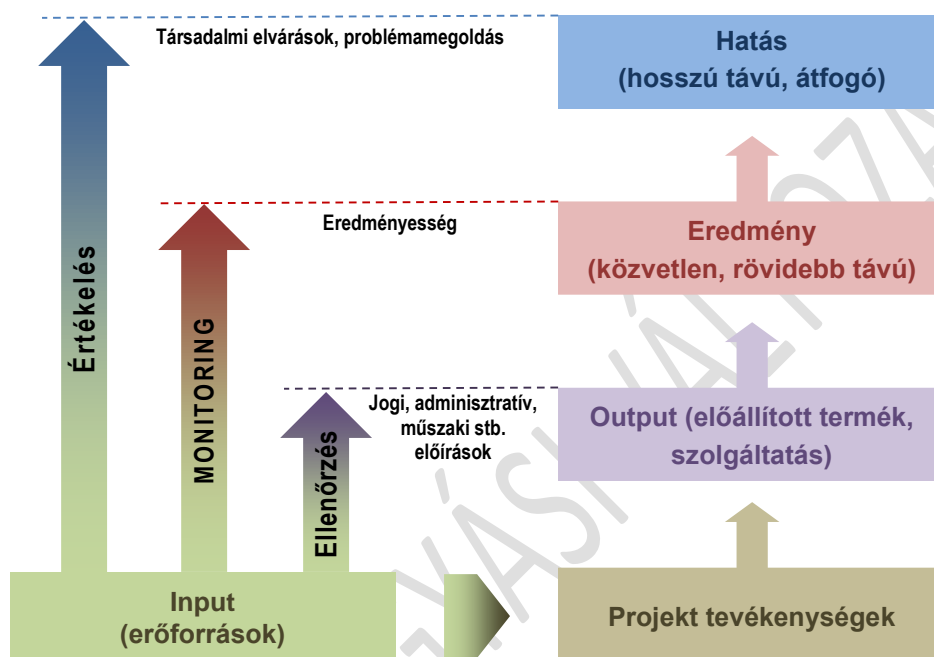 Társadalmi elvárások, problémamegoldás
Hatás
(hosszú távú, átfogó)
Eredményesség
Eredmény
(közvetlen, rövidebb távú)
Értékelés
MONITORING
Ellenőrzés
Jogi, adminisztratív,
műszaki stb.
előírások
Output (előállított termék,
szolgáltatás)
Input
(erőforrások)
Projekt tevékenységek